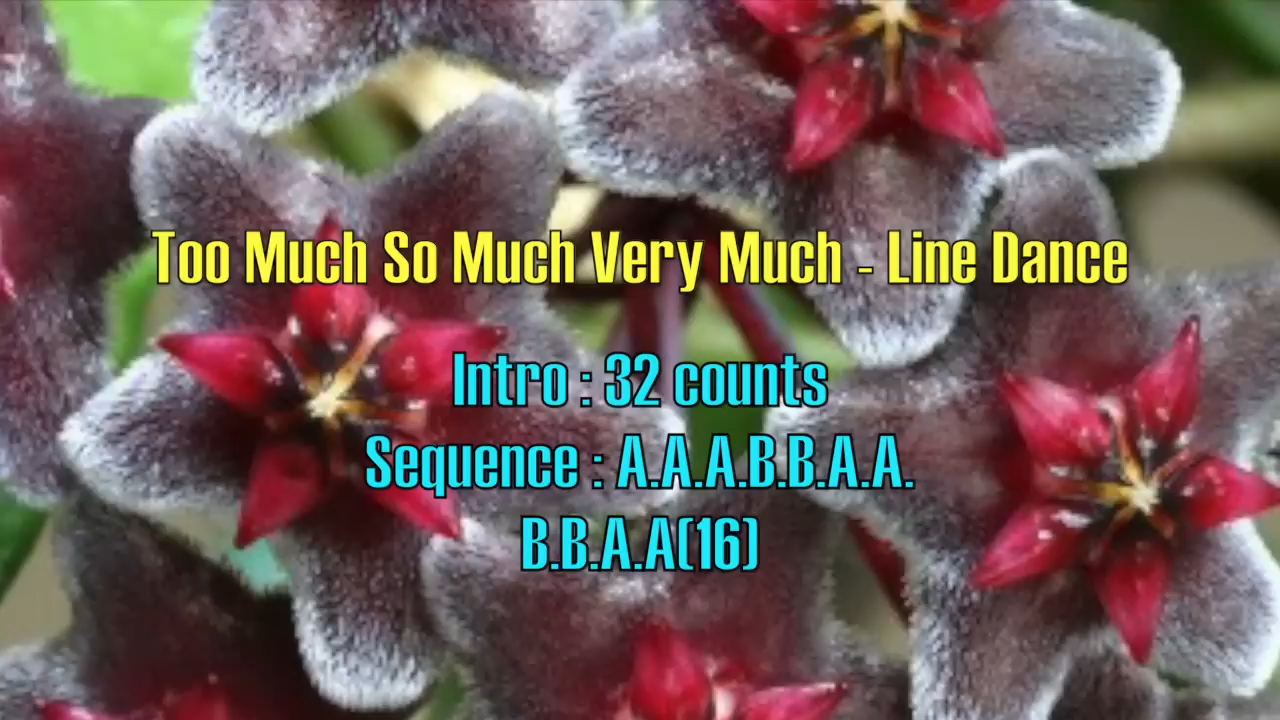 Too Much So Much Very Much - Line Dance
Intro : 32 counts
Sequence : A.A.A.B.B.A.A.
B.B.A.A(16)